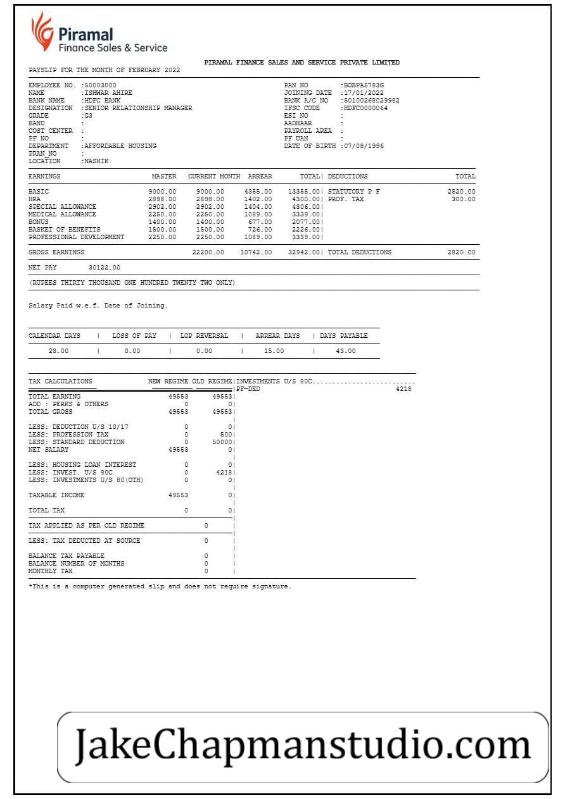 Piramal
Finance Sales & Service
PIRAMAL FINANCE SALES AND SERVICE PRIVATE LIMITED
PAYSLIP FOR THE MONTH OF FEBRUARY 2022
EMPLOYEE NO. :50003000 PAN NO :BOBPA5783G
NAME :ISHWAR AHIRE JOINING DATE :17/01/2022
BANK NAME :HDFC BANK BANK A/C NO :50100268029982
DESIGNATION :SENIOR RELATIONSHIP MANAGER IFSC CODE :HDFC0000064
GRADE :G3 ESI NO :
BAND : AADHAAR :
COST CENTER : PAYROLL AREA :
PF NO : PF UAN :
DEPARTMENT :AFFORDABLE HOUSING DATE OF BIRTH :07/08/1996
PRAN_NO :
LOCATION :NASHIK
EARNINGS MASTER CURRENT MONTH ARREAR TOTAL| DEDUCTIONS TOTAL
BASIC 9000.00 9000.00 4355.00 13355.00| STATUTORY P F 2520.00
HRA 2898.00 2898.00 1402.00 4300.00| PROF. TAX 300.00
SPECIAL ALLOWANCE 2902.00 2902.00 1404.00 4306.00|
MEDICAL ALLOWANCE 2250.00 2250.00 1089.00 3339.00|
BONUS 1400.00 1400.00 677.00 2077.00|
BASKET OF BENEFITS 1500.00 1500.00 726.00 2226.00|
PROFESSIONAL DEVELOPMENT 2250.00 2250.00 1089.00 3339.00|
GROSS EARNINGS 22200.00 10742.00 32942.00| TOTAL DEDUCTIONS 2820.00
NET PAY 30122.00
(RUPEES THIRTY THOUSAND ONE HUNDRED TWENTY TWO ONLY)
Salary Paid w.e.f. Date of Joining.
CALENDAR DAYS | LOSS OF PAY | LOP REVERSAL | ARREAR DAYS | DAYS PAYABLE
28.00 | 0.00 | 0.00 | 15.00 | 43.00
TAX CALCULATIONS NEW REGIME OLD REGIME|INVESTMENTS U/S 80C
PF-DED 4218
TOTAL EARNING 49553 49553|
ADD : PERKS & OTHERS 0 0|
TOTAL GROSS 49553 49553|
LESS: DEDUCTION U/S 10/17 0 0|
LESS: PROFESSION TAX 0 500|
LESS: STANDARD DEDUCTION 0 50000|
NET SALARY 49553 0|
LESS: HOUSING LOAN INTEREST 0 0|
LESS: INVEST. U/S 80C 0 4218|
LESS: INVESTMENTS U/S 80(OTH) 0 0|
TAXABLE INCOME 49553 0|
TOTAL TAX 0 0|
TAX APPLIED AS PER OLD REGIME 0 |
LESS: TAX DEDUCTED AT SOURCE 0 |
BALANCE TAX PAYABLE 0 |
BALANCE NUMBER OF MONTHS 0 |
MONTHLY TAX 0 |
*This is a computer generated slip and does not require signature.
JakeChapmanstudio.com